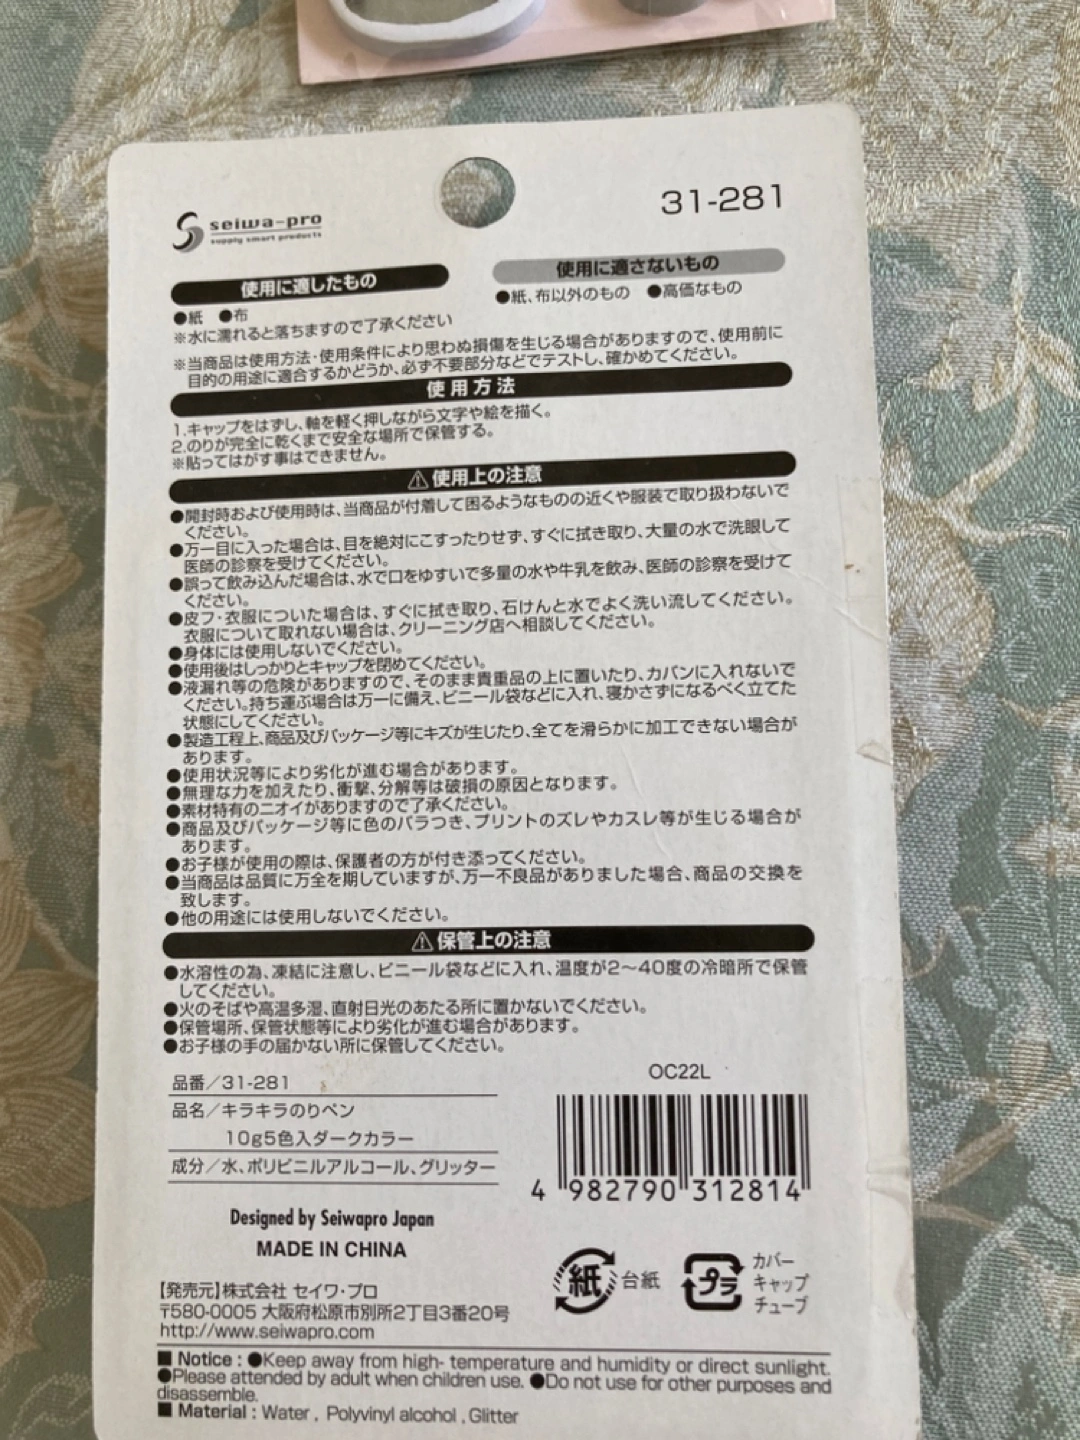 seiwa-pro
supply smart products
31-281
使用に適したもの
●紙 ●布
※水に濡れると落ちますので了承ください
使用に適さないもの
●紙、布以外のもの ●高価なもの
※当商品は使用方法・使用条件により思わぬ損傷を生じる場合がありますので、使用前に
目的の用途に適合するかどうか、必ず不要部分などでテストし、確かめてください。
使用方法
1.キャップをはずし、軸を軽く押しながら文字や絵を描く。
2.のりが完全に乾くまで安全な場所で保管する。
※貼ってはがす事はできません。
⚠使用上の注意
●開封時および使用時は、当商品が付着して困るようなものの近くや服装で取り扱わないで
ください。
●万一目に入った場合は、目を絶対にこすったりせず、すぐに拭き取り、大量の水で洗眼して
医師の診察を受けてください。
●誤って飲み込んだ場合は、水で口をゆすいで多量の水や牛乳を飲み、医師の診察を受けて
ください。
●皮フ・衣服についた場合は、すぐに拭き取り、石けんと水でよく洗い流してください。
衣服について取れない場合は、クリーニング店へ相談してください。
●身体には使用しないでください。
●使用後はしっかりとキャップを閉めてください。
●液漏れ等の危険がありますので、そのまま貴重品の上に置いたり、カバンに入れないで
ください。持ち運ぶ場合は万一に備え、ビニール袋などに入れ、寝かさずになるべく立てた
状態にしてください。
●製造工程上、商品及びパッケージ等にキズが生じたり、全てを滑らかに加工できない場合が
あります。
●使用状況等により劣化が進む場合があります。
●無理な力を加えたり、衝撃、分解等は破損の原因となります。
●素材特有のニオイがありますので了承ください。
●商品及びパッケージ等に色のバラつき、プリントのズレやカスレ等が生じる場合が
あります。
●お子様が使用の際は、保護者の方が付き添ってください。
●当商品は品質に万全を期していますが、万一不良品がありました場合、商品の交換を
致します。
●他の用途には使用しないでください。
⚠保管上の注意
●水溶性の為、凍結に注意し、ビニール袋などに入れ、温度が2〜40度の冷暗所で保管
してください。
●火のそばや高温多湿、直射日光のあたる所に置かないでください。
●保管場所、保管状態等により劣化が進む場合があります。
●お子様の手の届かない所に保管してください。
品番／31-281
品名／キラキラのりペン
10g5色入ダークカラー
成分／水、ポリビニルアルコール、グリッター
OC22L
4 982790 312814
Designed by Seiwapro Japan
MADE IN CHINA
紙 台紙
プラ カバー
キャップ
チューブ
【発売元】株式会社 セイワ・プロ
〒580-0005 大阪府松原市別所2丁目3番20号
http://www.seiwapro.com
■ Notice : ●Keep away from high- temperature and humidity or direct sunlight.
●Please attended by adult when children use. ●Do not use for other purposes and
disassemble.
■ Material : Water , Polyvinyl alcohol , Glitter